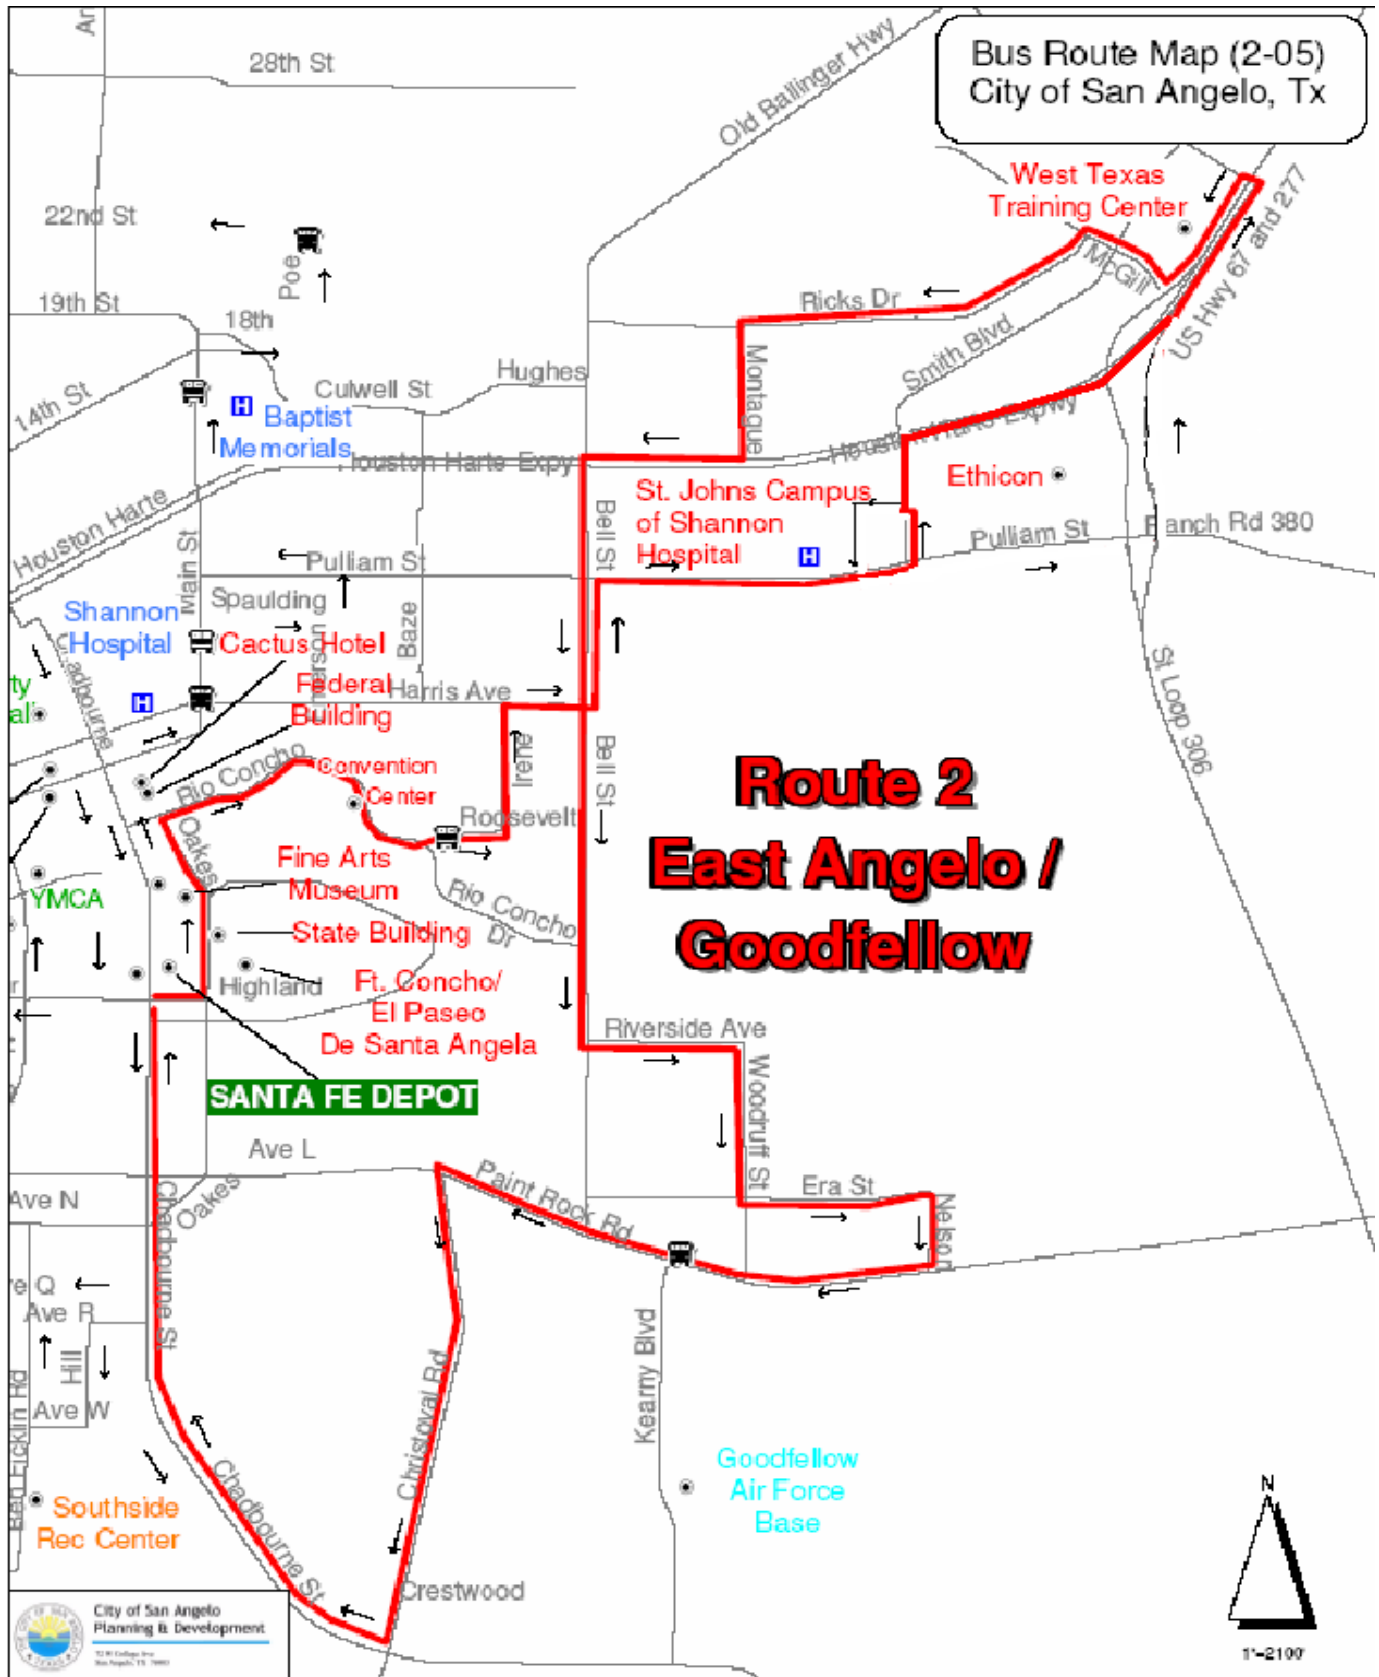 Bus Route Map (2-05)
City of San Angelo, Tx
28th St
Old Ballinger Hwy
West Texas
Training Center
22nd St
Poe
McGill
US Hwy 67 and 277
19th St
18th
Ricks Dr
Smith Blvd
Montague
Hughes
Culwell St
14th St
H
Baptist
Memorials
Houston Harte Expwy
Houston Harte Expy
Ethicon
St. Johns Campus
of Shannon
Hospital
H
Bell St
Houston Harte
Main St
Pulliam St
Pulliam St
Ranch Rd 380
Spaulding
Shannon
Hospital
H
Cactus Hotel
Emerson
Baze
Chadbourne
Federal
Building
Harris Ave
St Loop 306
Rio Concho
Convention
Center
Irene
Bell St
Roosevelt
Route 2
East Angelo /
Goodfellow
Oakes
Fine Arts
Museum
YMCA
Rio Concho
Dr
State Building
Highland
Ft. Concho/
El Paseo
De Santa Angela
Riverside Ave
SANTA FE DEPOT
Woodruff St
Ave L
Paint Rock Rd
Era St
Nelson
Ave N
Oakes
Chadbourne St
Ave R
Hill
Ave W
Christoval Rd
Kearny Blvd
Goodfellow
Air Force
Base
Southside
Rec Center
Chadbourne St
Crestwood
N
1"=2100'
City of San Angelo
Planning & Development